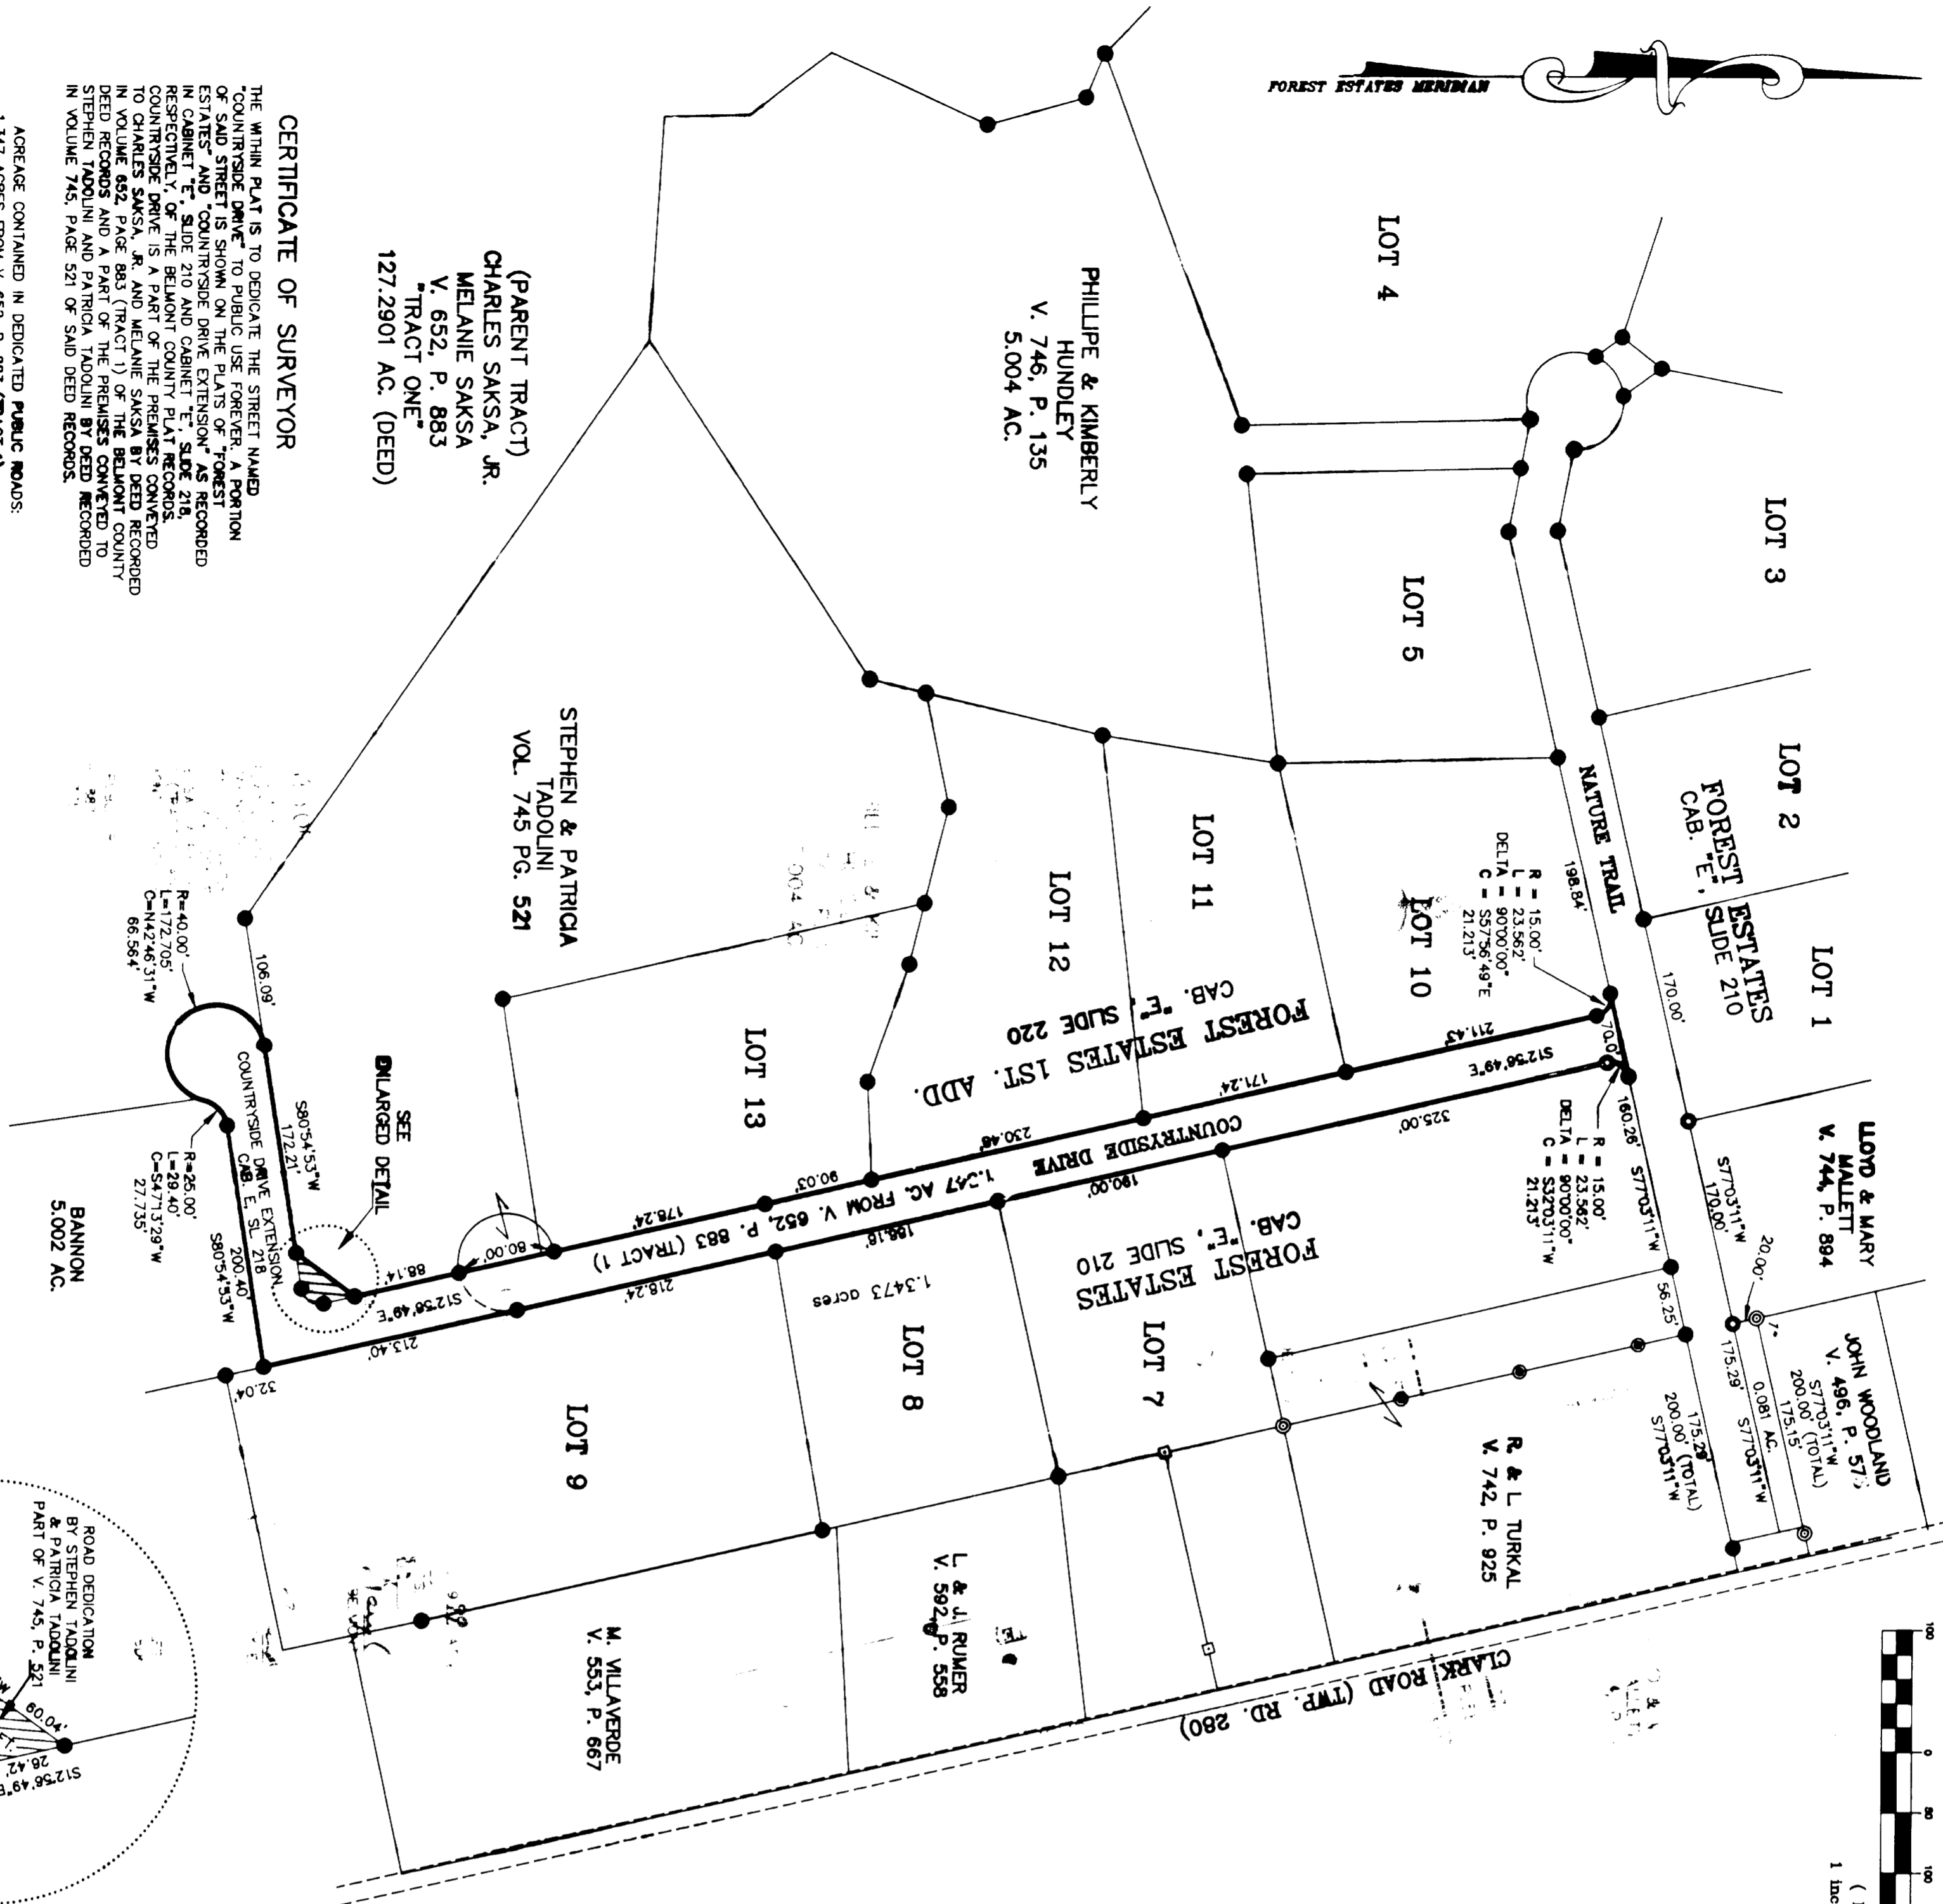 FOREST ESTATES MERIDIAN
LOT 4
LOT 3
LOT 5
LOT 2
LOT 1
FOREST ESTATES
CAB. "E", SLIDE 210
NATURE TRAIL
198.84'
170.00'
PHILLIPE & KIMBERLY
HUNDLEY
V. 746, P. 135
5.004 AC.
(PARENT TRACT)
CHARLES SAKSA, JR.
MELANIE SAKSA
V. 652, P. 883
"TRACT ONE"
127.2901 AC. (DEED)
CERTIFICATE OF SURVEYOR
THE WITHIN PLAT IS TO DEDICATE THE STREET NAMED
"COUNTRYSIDE DRIVE" TO PUBLIC USE FOREVER. A PORTION
OF SAID STREET IS SHOWN ON THE PLATS OF "FOREST
ESTATES" AND "COUNTRYSIDE DRIVE EXTENSION" AS RECORDED
IN CABINET "E", SLIDE 210 AND CABINET "E", SLIDE 218,
RESPECTIVELY, OF THE BELMONT COUNTY PLAT RECORDS.
COUNTRYSIDE DRIVE IS A PART OF THE PREMISES CONVEYED
TO CHARLES SAKSA, JR. AND MELANIE SAKSA BY DEED RECORDED
IN VOLUME 652, PAGE 883 (TRACT 1) OF THE BELMONT COUNTY
DEED RECORDS AND A PART OF THE PREMISES CONVEYED TO
STEPHEN TADOLINI AND PATRICIA TADOLINI BY DEED RECORDED
IN VOLUME 745, PAGE 521 OF SAID DEED RECORDS.
ACREAGE CONTAINED IN DEDICATED PUBLIC ROADS:
1.347 ACRES FROM V. 652, P. 883 (TRACT 1)
STEPHEN & PATRICIA
TADOLINI
VOL. 745 PG. 521
LOT 10
LOT 11
LOT 12
LOT 13
FOREST ESTATES 1ST. ADD.
CAB. "E", SLIDE 220
R = 15.00'
L = 23.562'
DELTA = 90°00'00"
C = S57°56'49"E
21.213'
70.0'
R = 15.00'
L = 23.562'
DELTA = 90°00'00"
C = S32°03'11"W
21.213'
211.43'
S12°56'49"E
171.24'
325.00'
230.48'
COUNTRYSIDE DRIVE
1.347 AC. FROM V. 652, P. 883 (TRACT 1)
190.00'
90.03'
188.18'
178.24'
80.00'
218.24'
88.14'
S12°56'49"E
213.40'
32.04'
1.3473 acres
FOREST ESTATES
CAB. "E", SLIDE 210
LOT 7
LOT 8
LOT 9
160.26'
S77°03'11"W
56.25'
175.29'
200.00' (TOTAL)
S77°03'11"W
LLOYD & MARY
MALLETT
V. 744, P. 894
S77°03'11"W
170.00'
20.00'
175.29'
S77°03'11"W
0.081 AC.
JOHN WOODLAND
V. 496, P.
S77°03'11"W
200.00' (TOTAL)
175.15'
R. & L. TURKAL
V. 742, P. 925
L. & J. RUMER
V. 592, P. 558
M. VILLAVERDE
V. 553, P. 667
CLARK ROAD (TWP. RD. 280)
SEE
ENLARGED DETAIL
106.09'
R=40.00'
L=172.705'
C=N42°46'31"W
66.564'
S80°54'53"W
172.21'
COUNTRYSIDE DRIVE EXTENSION
CAB. E, SL. 218
R=25.00'
L=29.40'
C=S47°13'29"W
27.735'
200.40'
S80°54'53"W
BANNON
5.002 AC.
ROAD DEDICATION
BY STEPHEN TADOLINI
& PATRICIA TADOLINI
PART OF V. 745, P. 521
60.04'
28.42'
S12°56'49"E
100
0
50
100
1 inc